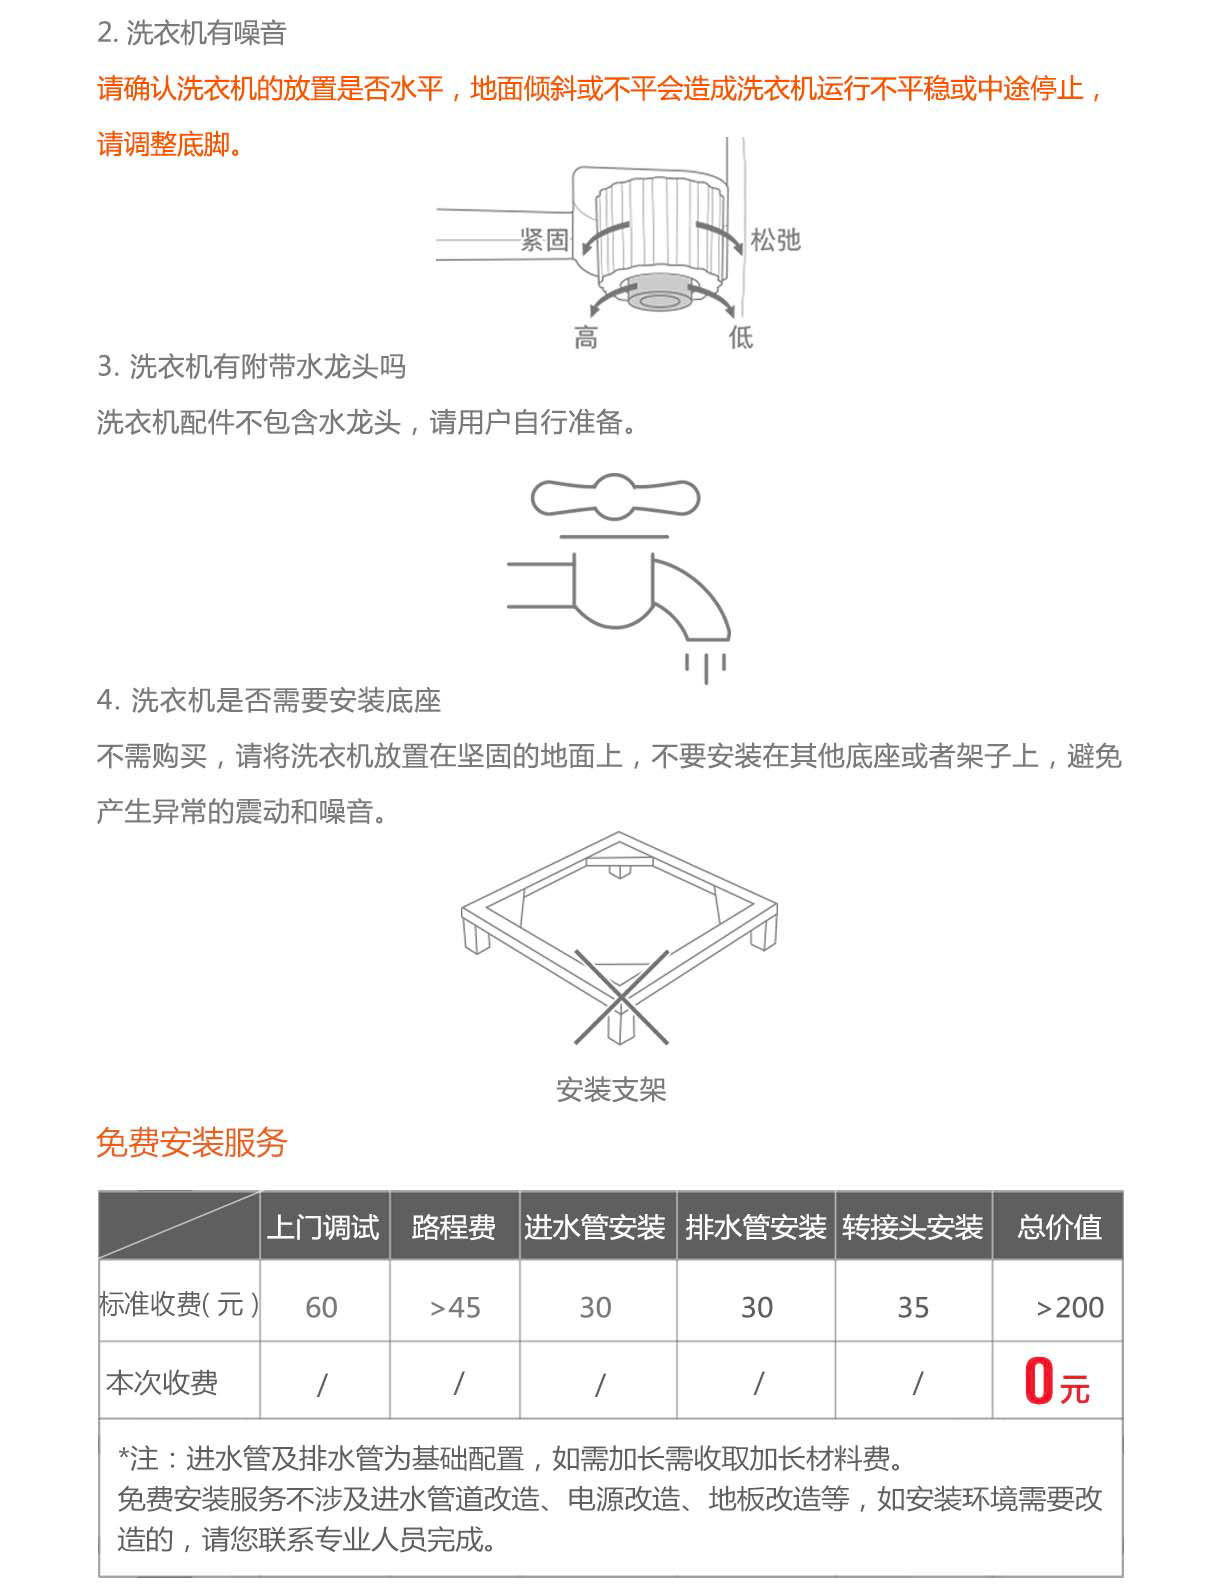 2. 洗衣机有噪音
请确认洗衣机的放置是否水平，地面倾斜或不平会造成洗衣机运行不平稳或中途停止，
请调整底脚。
紧固 松弛
高 低
3. 洗衣机有附带水龙头吗
洗衣机配件不包含水龙头，请用户自行准备。
4. 洗衣机是否需要安装底座
不需购买，请将洗衣机放置在坚固的地面上，不要安装在其他底座或者架子上，避免
产生异常的震动和噪音。
安装支架
免费安装服务
上门调试 路程费 进水管安装 排水管安装 转接头安装 总价值
标准收费( 元 ) 60 >45 30 30 35 >200
本次收费 / / / / / 0元
*注：进水管及排水管为基础配置，如需加长需收取加长材料费。
免费安装服务不涉及进水管道改造、电源改造、地板改造等，如安装环境需要改
造的，请您联系专业人员完成。